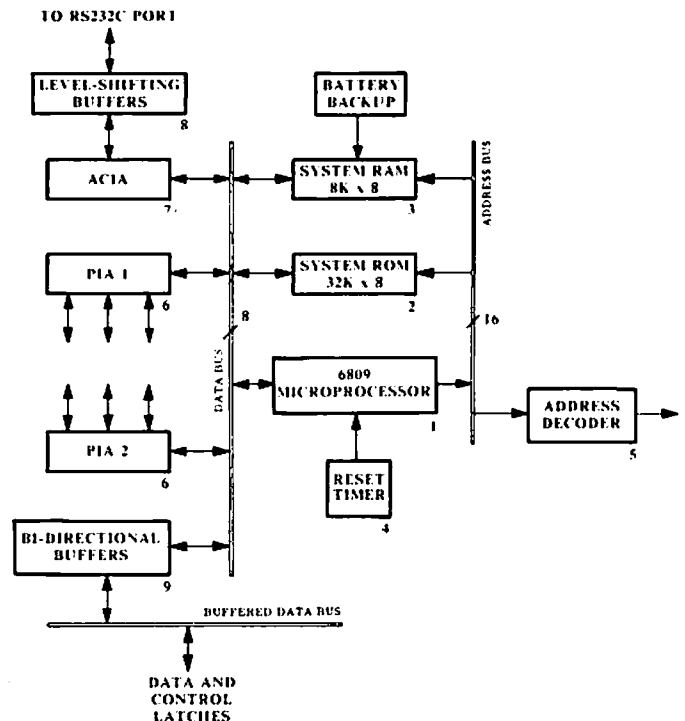 TO RS232C PORT
LEVEL-SHIFTING
BUFFERS
8
BATTERY
BACKUP
ACIA
7
SYSTEM RAM
8K x 8
3
ADDRESS BUS
PIA 1
6
SYSTEM ROM
32K x 8
2
8
16
DATA BUS
6809
MICROPROCESSOR
1
ADDRESS
DECODER
5
PIA 2
6
RESET
TIMER
4
BI-DIRECTIONAL
BUFFERS
9
BUFFERED DATA BUS
DATA AND
CONTROL
LATCHES